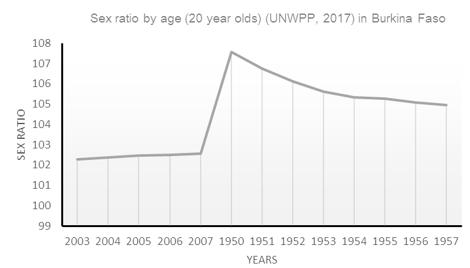 Sex ratio by age (20 year olds) (UNWPP, 2017) in Burkina Faso
108
107
106
105
104
103
102
101
100
99
SEX RATIO
2003 2004 2005 2006 2007 1950 1951 1952 1953 1954 1955 1956 1957
YEARS